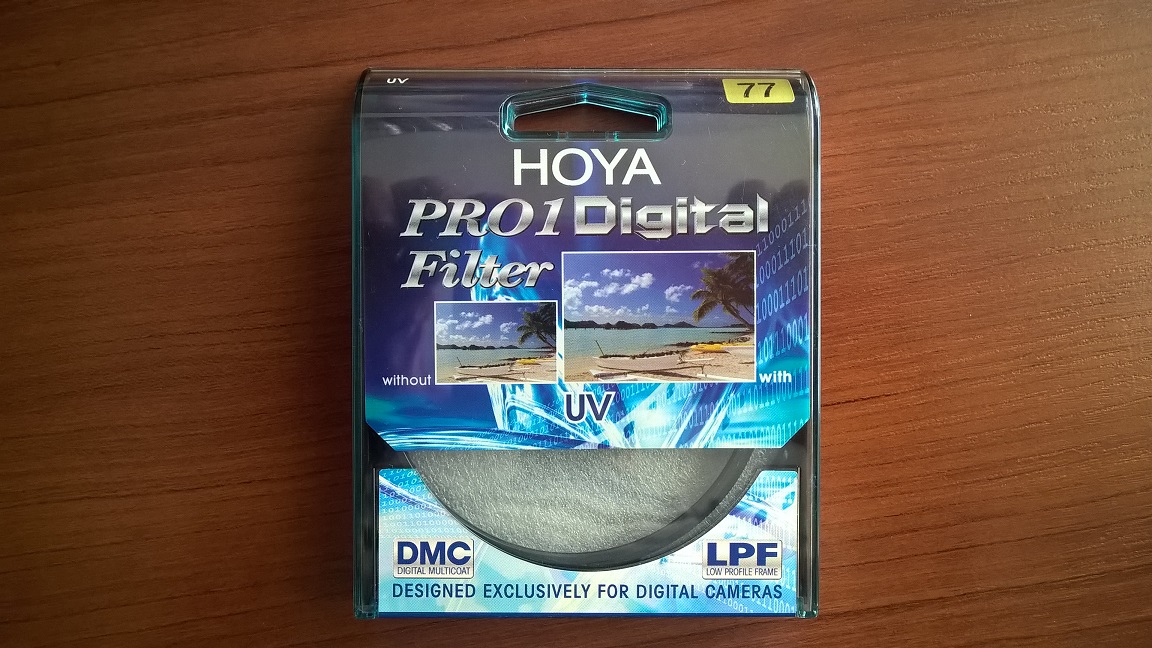 UV
77
HOYA
PRO1 Digital
Filter
without
with
UV
DMC
DIGITAL MULTICOAT
LPF
LOW PROFILE FRAME
DESIGNED EXCLUSIVELY FOR DIGITAL CAMERAS